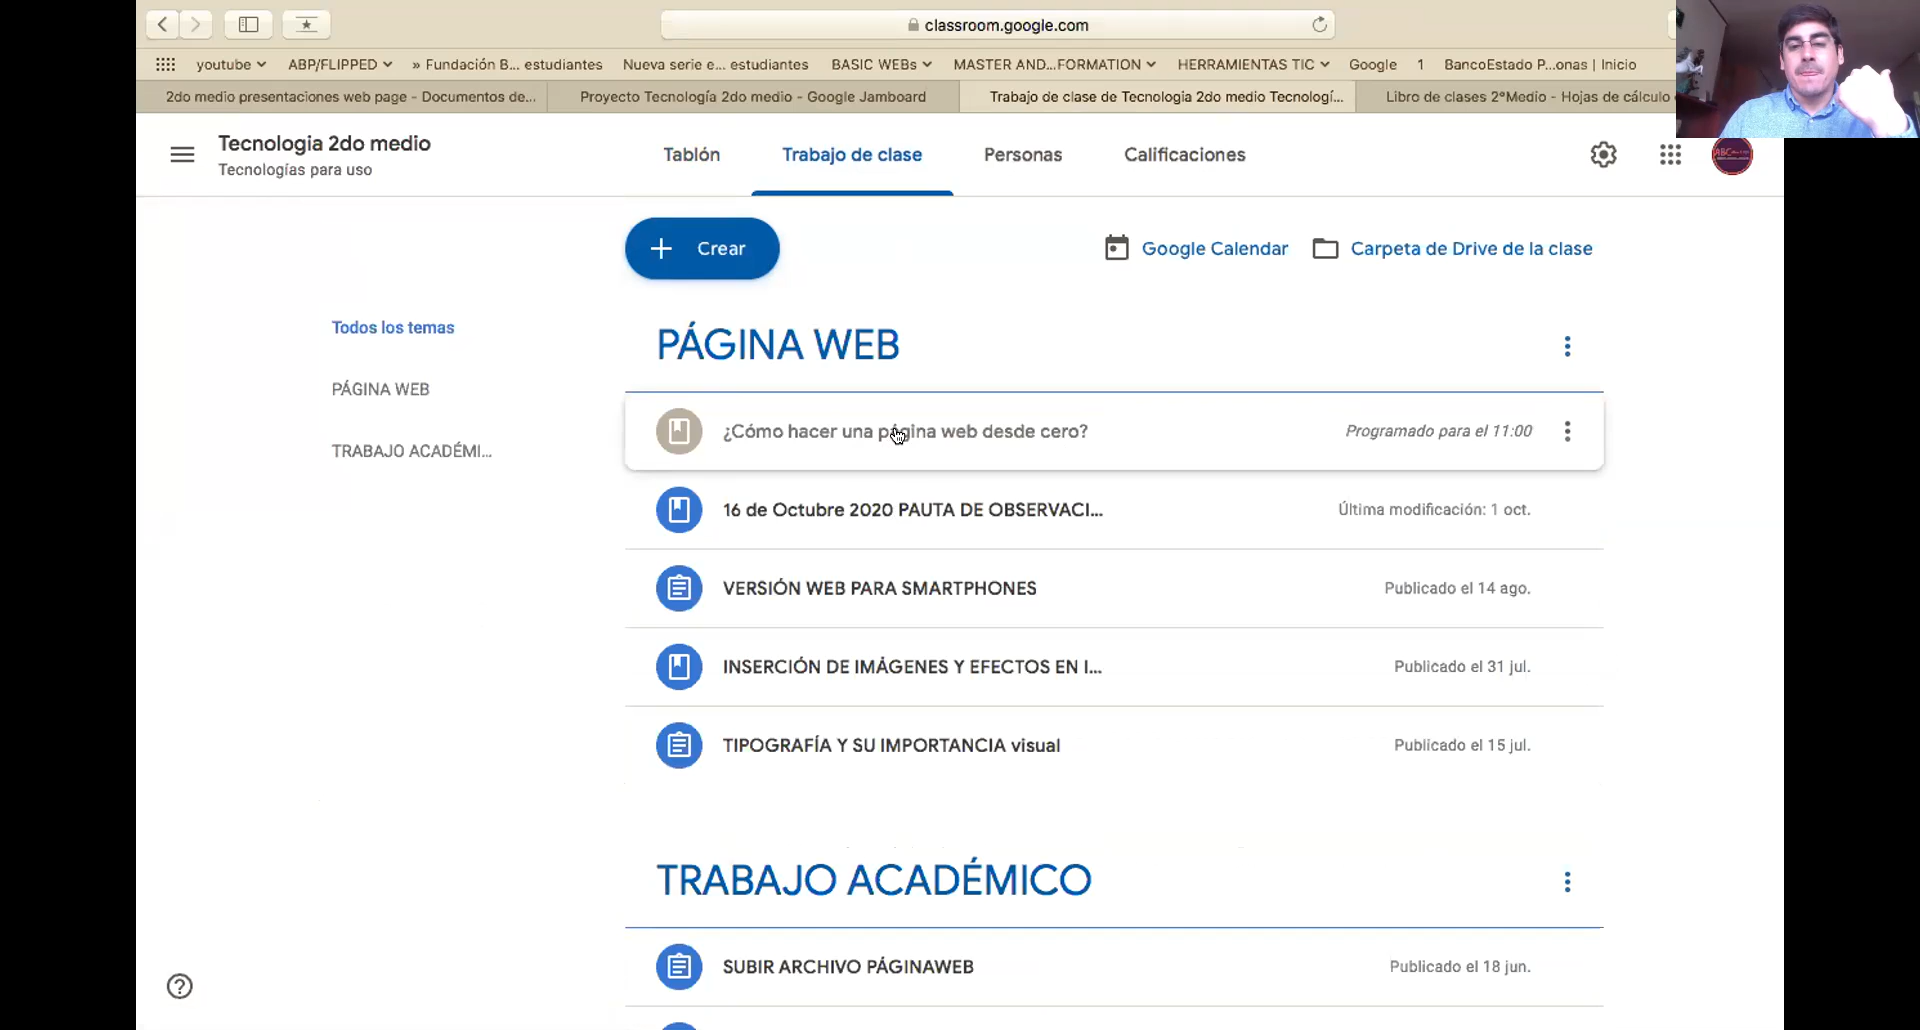 classroom.google.com
youtube ABP/FLIPPED » Fundación B... estudiantes Nueva serie e... estudiantes BASIC WEBs MASTER AND...FORMATION HERRAMIENTAS TIC Google 1 BancoEstado P...onas | Inicio
2do medio presentaciones web page - Documentos de... Proyecto Tecnología 2do medio - Google Jamboard Trabajo de clase de Tecnologia 2do medio Tecnologí... Libro de clases 2°Medio - Hojas de cálculo
Tecnologia 2do medio
Tecnologías para uso
Tablón Trabajo de clase Personas Calificaciones
Crear
Google Calendar Carpeta de Drive de la clase
Todos los temas
PÁGINA WEB
TRABAJO ACADÉMI...
PÁGINA WEB
¿Cómo hacer una página web desde cero? Programado para el 11:00
16 de Octubre 2020 PAUTA DE OBSERVACI... Última modificación: 1 oct.
VERSIÓN WEB PARA SMARTPHONES Publicado el 14 ago.
INSERCIÓN DE IMÁGENES Y EFECTOS EN I... Publicado el 31 jul.
TIPOGRAFÍA Y SU IMPORTANCIA visual Publicado el 15 jul.
TRABAJO ACADÉMICO
SUBIR ARCHIVO PÁGINAWEB Publicado el 18 jun.